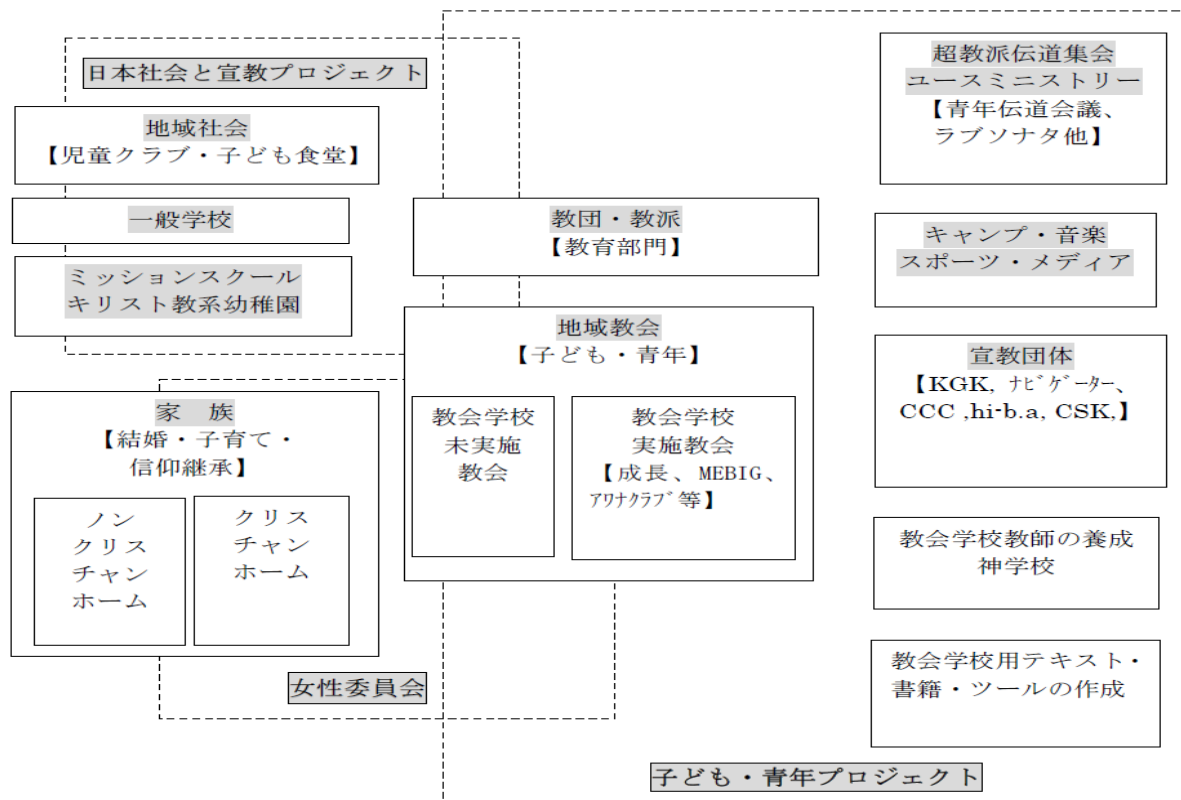 日本社会と宣教プロジェクト
地域社会
【児童クラブ・子ども食堂】
一般学校
ミッションスクール
キリスト教系幼稚園
家　族
【結婚・子育て・
信仰継承】
ノン
クリス
チャン
ホーム
クリス
チャン
ホーム
女性委員会
教団・教派
【教育部門】
地域教会
【子ども・青年】
教会学校
未実施
教会
教会学校
実施教会
【成長、MEBIG、
ｱﾜﾅｸﾗﾌﾞ等】
超教派伝道集会
ユースミニストリー
【青年伝道会議、
ラブソナタ他】
キャンプ・音楽
スポーツ・メディア
宣教団体
【KGK, ﾅﾋﾞｹﾞｰﾀｰ、
CCC ,hi-b.a, CSK,】
教会学校教師の養成
神学校
教会学校用テキスト・
書籍・ツールの作成
子ども・青年プロジェクト